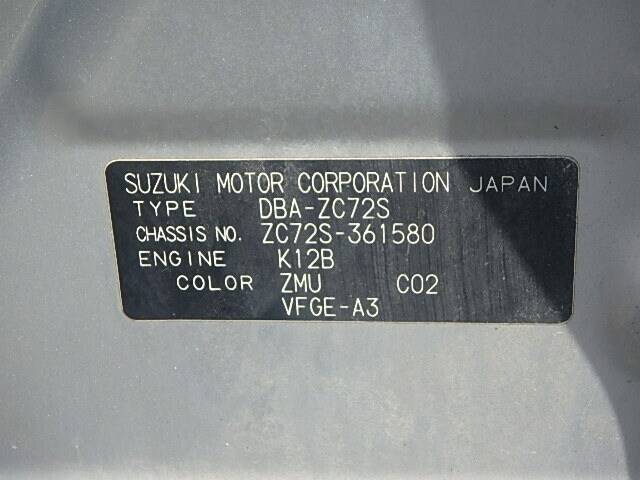 SUZUKI MOTOR CORPORATION JAPAN
TYPE DBA-ZC72S
CHASSIS NO. ZC72S-361580
ENGINE K12B
COLOR ZMU C02
VFGE-A3